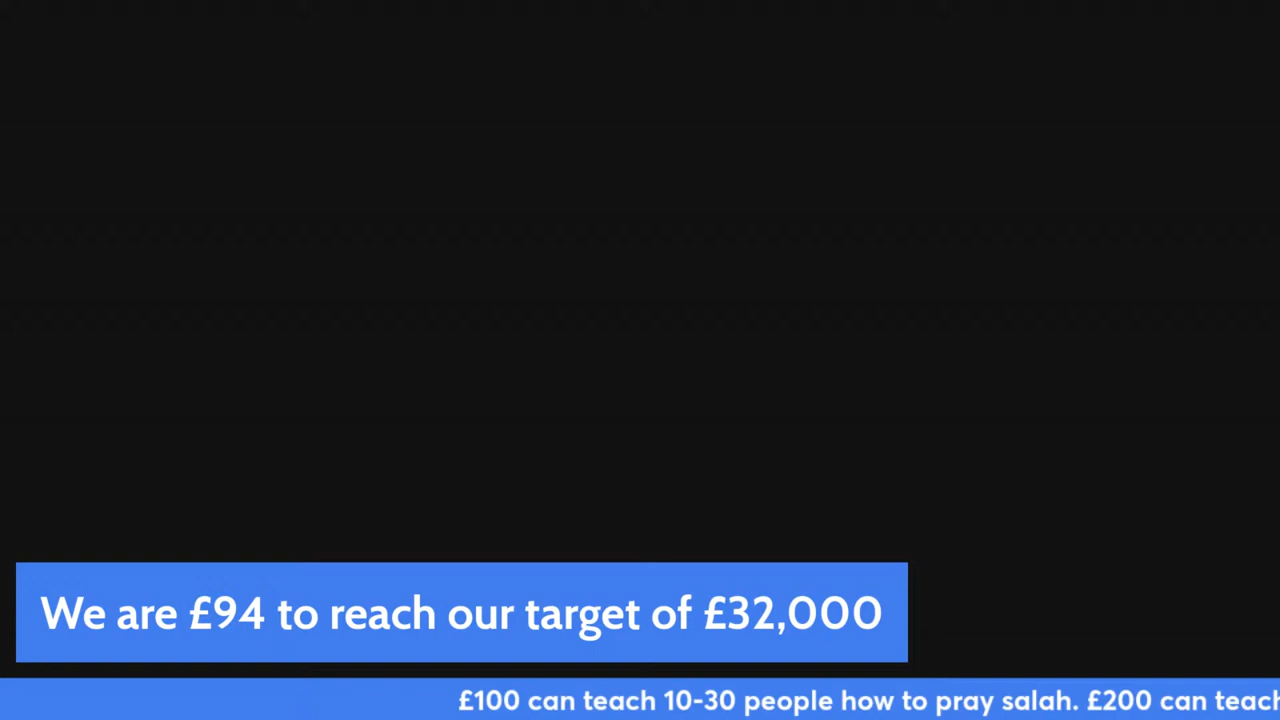 We are £94 to reach our target of £32,000
£100 can teach 10-30 people how to pray salah. £200 can teach